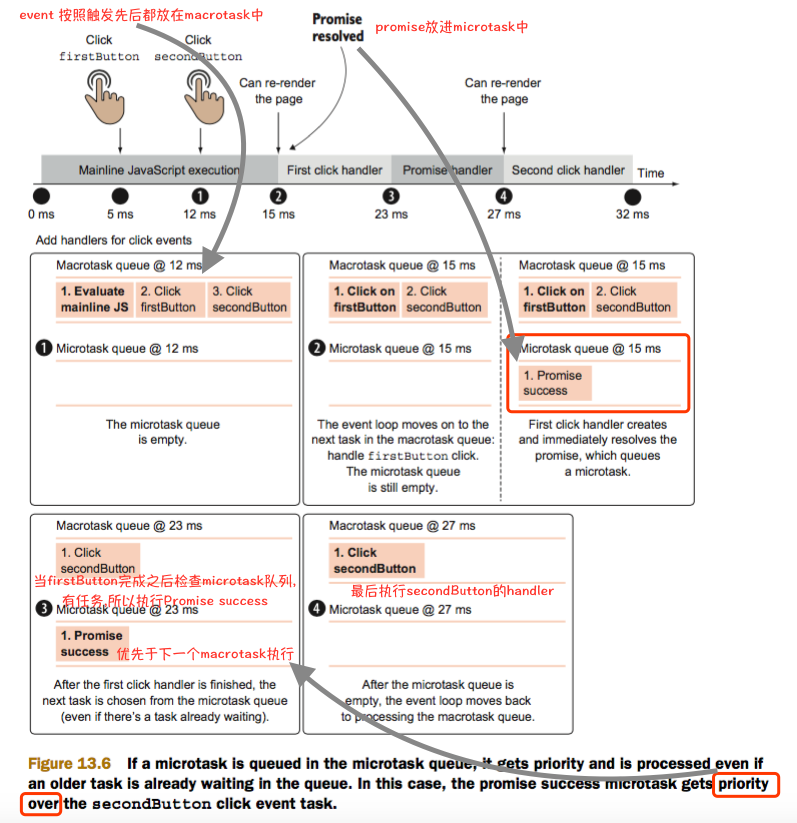 event 按照触发先后都放在macrotask中
Promise
resolved
promise放进microtask中
Click
firstButton
Click
secondButton
Can re-render
the page
Can re-render
the page
Mainline JavaScript execution
First click handler
Promise handler
Second click handler
Time
1
2
3
4
0 ms
5 ms
12 ms
15 ms
23 ms
27 ms
32 ms
Add handlers for click events
Macrotask queue @ 12 ms
1. Evaluate
mainline JS
2. Click
firstButton
3. Click
secondButton
1 Microtask queue @ 12 ms
The microtask queue
is empty.
Macrotask queue @ 15 ms
1. Click on
firstButton
2. Click
secondButton
2 Microtask queue @ 15 ms
The event loop moves on to the
next task in the macrotask queue:
handle firstButton click.
The microtask queue
is still empty.
Macrotask queue @ 15 ms
1. Click on
firstButton
2. Click
secondButton
Microtask queue @ 15 ms
1. Promise
success
First click handler creates
and immediately resolves the
promise, which queues
a microtask.
Macrotask queue @ 23 ms
1. Click
secondButton
当firstButton完成之后检查microtask队列,
有任务,所以执行Promise success
3 Microtask queue @ 23 ms
1. Promise
success
优先于下一个macrotask执行
After the first click handler is finished, the
next task is chosen from the microtask queue
(even if there's a task already waiting).
Macrotask queue @ 27 ms
1. Click
secondButton
最后执行secondButton的handler
4 Microtask queue @ 27 ms
After the microtask queue is
empty, the event loop moves back
to processing the macrotask queue.
Figure 13.6 If a microtask is queued in the microtask queue, it gets priority and is processed even if
an older task is already waiting in the queue. In this case, the promise success microtask gets priority
over the secondButton click event task.